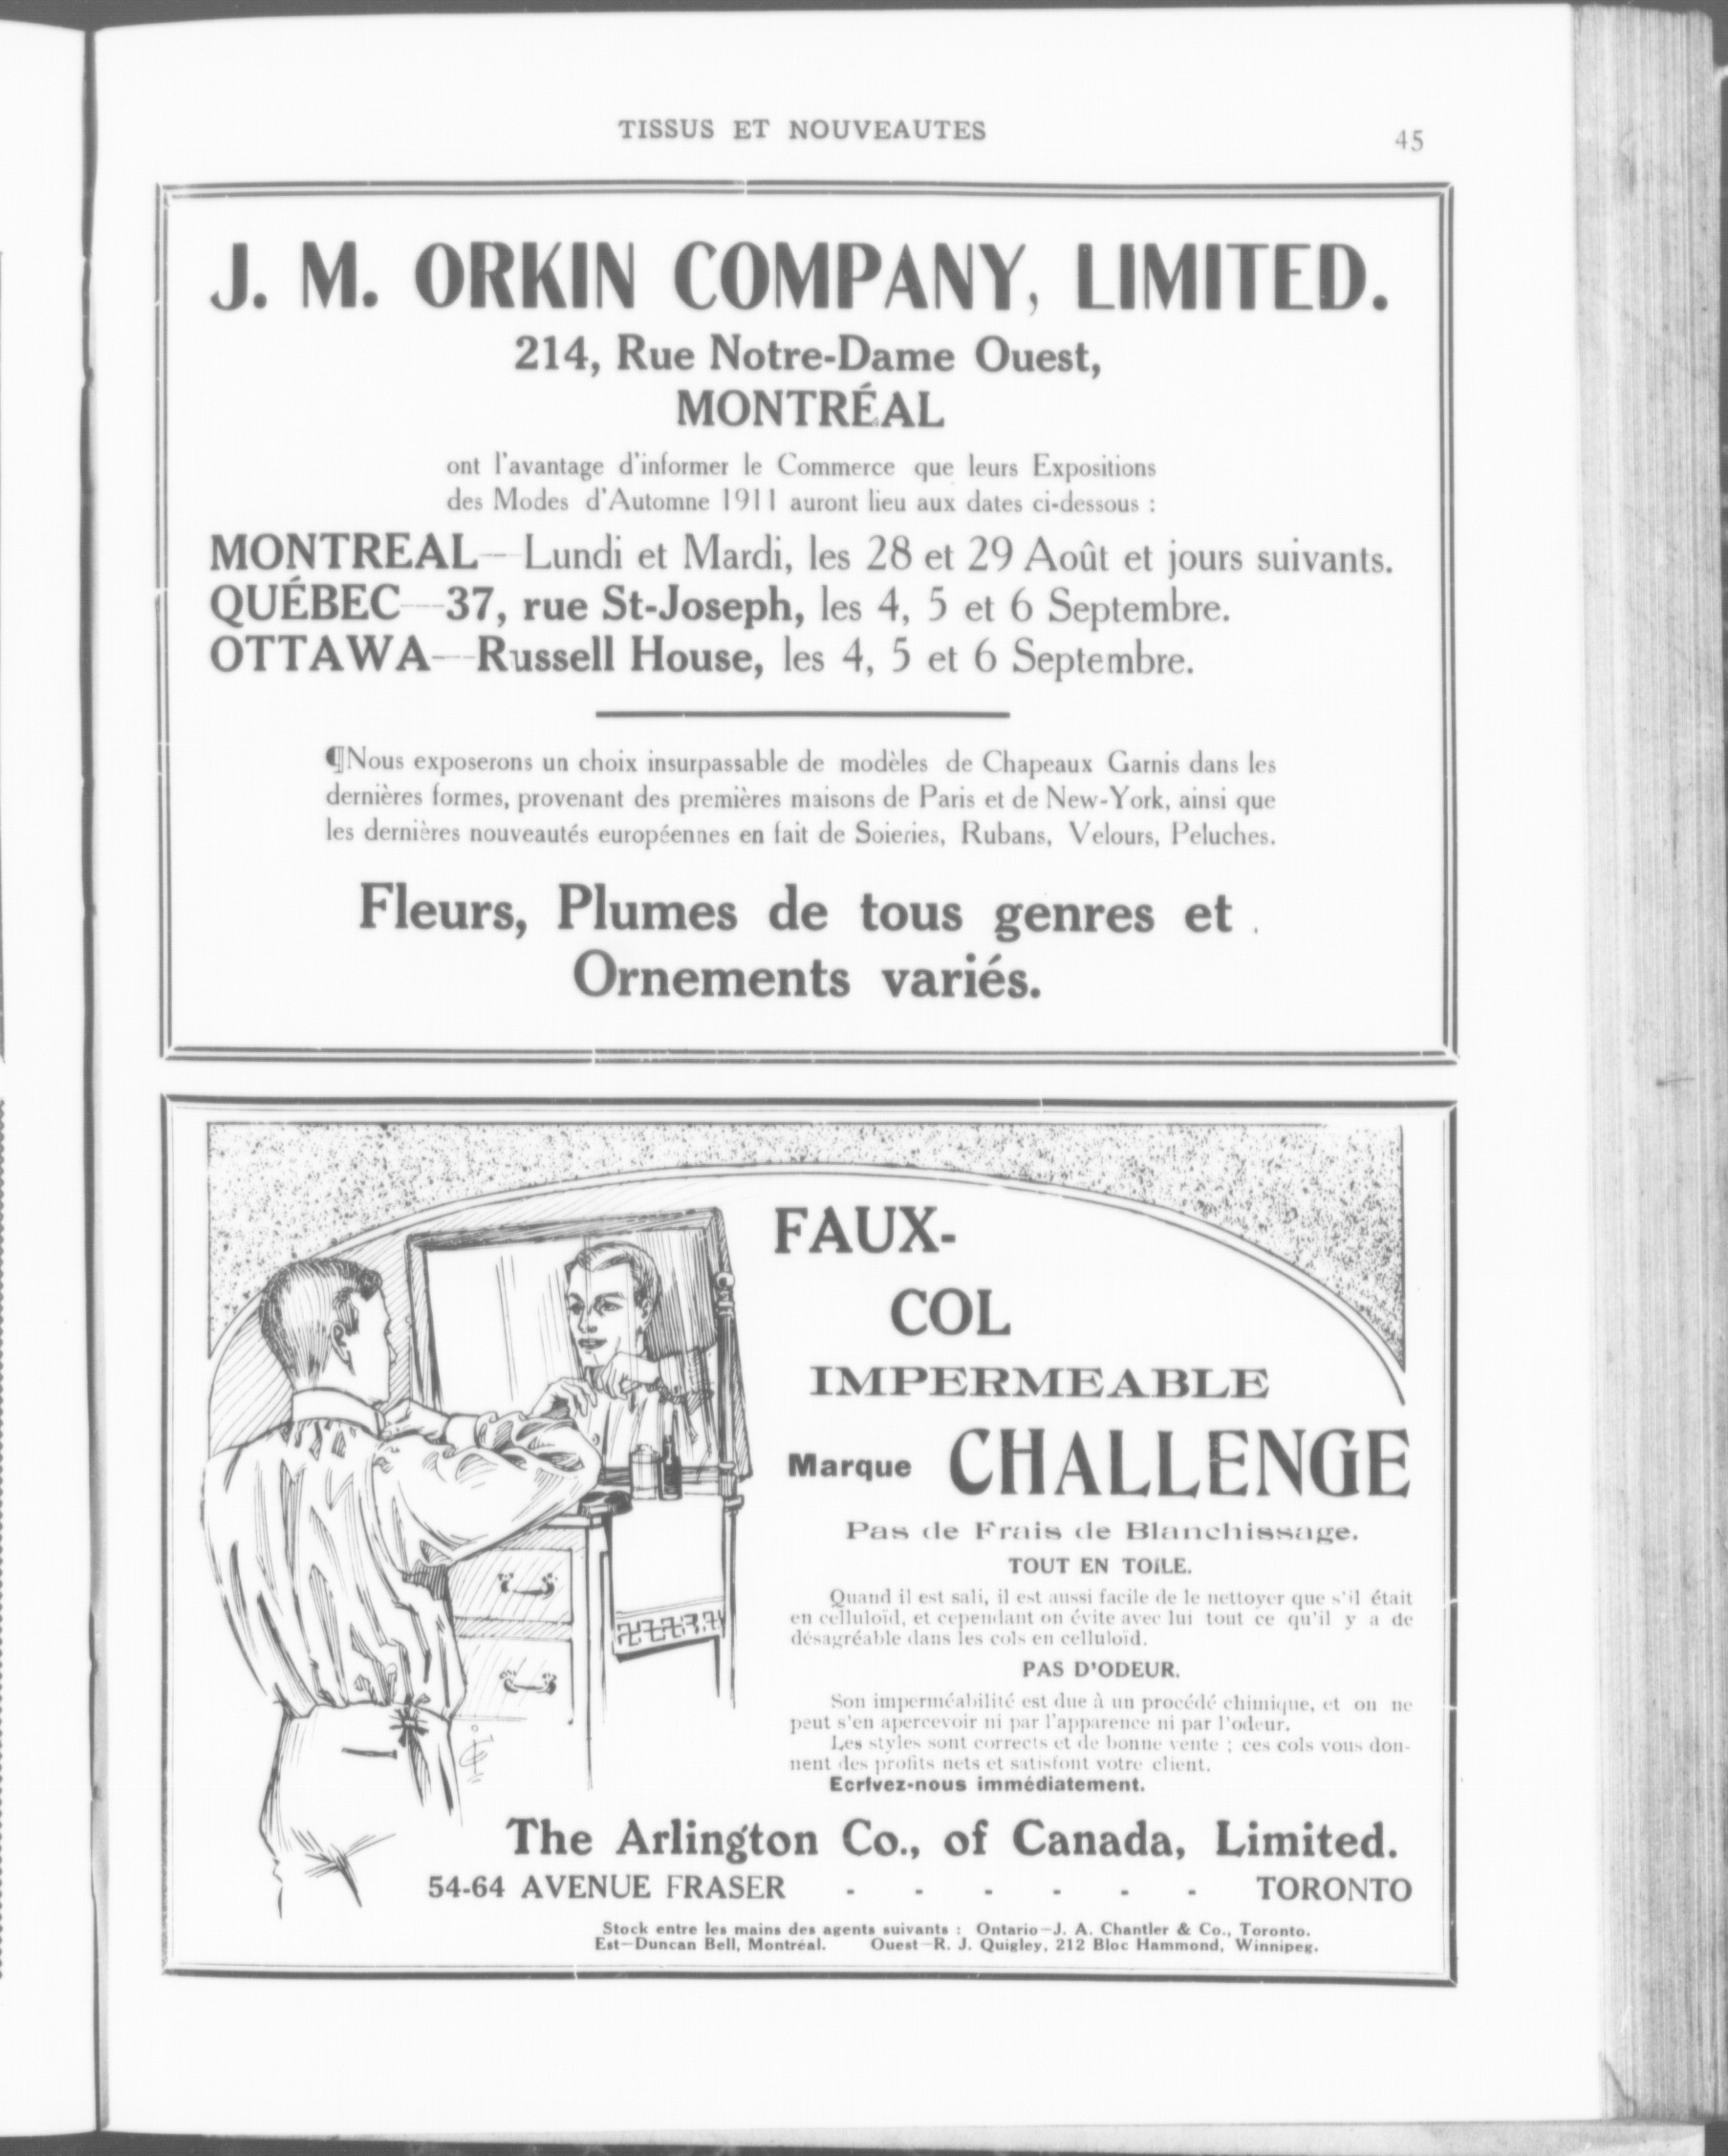 TISSUS ET NOUVEAUTES
45
J. M. ORKIN COMPANY, LIMITED.
214, Rue Notre-Dame Ouest,
MONTRÉAL
ont l'avantage d'informer le Commerce que leurs Expositions
des Modes d'Automne 1911 auront lieu aux dates ci-dessous :
MONTREAL—Lundi et Mardi, les 28 et 29 Août et jours suivants.
QUÉBEC—37, rue St-Joseph, les 4, 5 et 6 Septembre.
OTTAWA—Russell House, les 4, 5 et 6 Septembre.
¶Nous exposerons un choix insurpassable de modèles de Chapeaux Garnis dans les
dernières formes, provenant des premières maisons de Paris et de New-York, ainsi que
les dernières nouveautés européennes en fait de Soieries, Rubans, Velours, Peluches.
Fleurs, Plumes de tous genres et
Ornements variés.
FAUX-
COL
IMPERMEABLE
Marque CHALLENGE
Pas de Frais de Blanchissage.
TOUT EN TOILE.
Quand il est sali, il est aussi facile de le nettoyer que s'il était
en celluloïd, et cependant on évite avec lui tout ce qu'il y a de
désagréable dans les cols en celluloïd.
PAS D'ODEUR.
Son imperméabilité est due à un procédé chimique, et on ne
peut s'en apercevoir ni par l'apparence ni par l'odeur.
Les styles sont corrects et de bonne vente ; ces cols vous don-
nent des profits nets et satisfont votre client.
Ecrivez-nous immédiatement.
The Arlington Co., of Canada, Limited.
54-64 AVENUE FRASER - - - - - - TORONTO
Stock entre les mains des agents suivants : Ontario—J. A. Chantler & Co., Toronto.
Est—Duncan Bell, Montréal. Ouest—R. J. Quigley, 212 Bloc Hammond, Winnipeg.